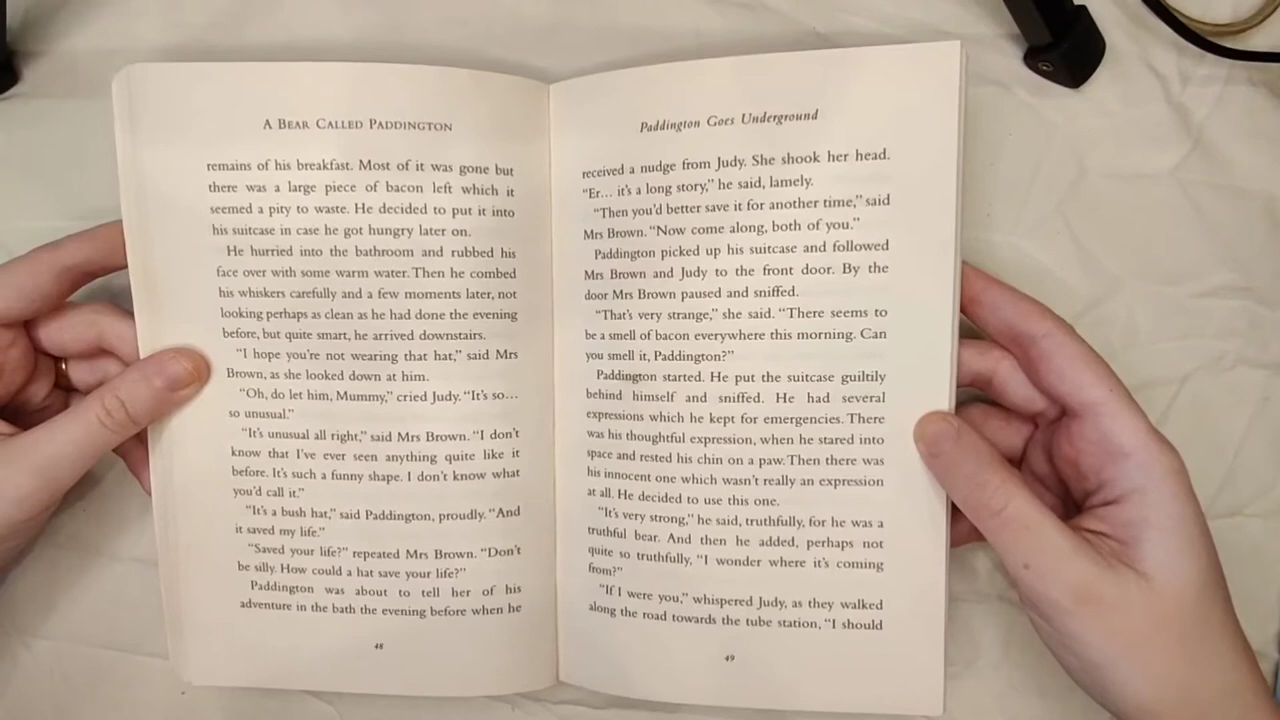 A BEAR CALLED PADDINGTON
remains of his breakfast. Most of it was gone but
there was a large piece of bacon left which it
seemed a pity to waste. He decided to put it into
his suitcase in case he got hungry later on.
He hurried into the bathroom and rubbed his
face over with some warm water. Then he combed
his whiskers carefully and a few moments later, not
looking perhaps as clean as he had done the evening
before, but quite smart, he arrived downstairs.
“I hope you’re not wearing that hat,” said Mrs
Brown, as she looked down at him.
“Oh, do let him, Mummy,” cried Judy. “It’s so...
so unusual.”
“It’s unusual all right,” said Mrs Brown. “I don’t
know that I’ve ever seen anything quite like it
before. It’s such a funny shape. I don’t know what
you’d call it.”
“It’s a bush hat,” said Paddington, proudly. “And
it saved my life.”
“Saved your life?” repeated Mrs Brown. “Don’t
be silly. How could a hat save your life?”
Paddington was about to tell her of his
adventure in the bath the evening before when he
48
Paddington Goes Underground
received a nudge from Judy. She shook her head.
“Er... it’s a long story,” he said, lamely.
“Then you’d better save it for another time,” said
Mrs Brown. “Now come along, both of you.”
Paddington picked up his suitcase and followed
Mrs Brown and Judy to the front door. By the
door Mrs Brown paused and sniffed.
“That’s very strange,” she said. “There seems to
be a smell of bacon everywhere this morning. Can
you smell it, Paddington?”
Paddington started. He put the suitcase guiltily
behind himself and sniffed. He had several
expressions which he kept for emergencies. There
was his thoughtful expression, when he stared into
space and rested his chin on a paw. Then there was
his innocent one which wasn’t really an expression
at all. He decided to use this one.
“It’s very strong,” he said, truthfully, for he was a
truthful bear. And then he added, perhaps not
quite so truthfully, “I wonder where it’s coming
from?”
“If I were you,” whispered Judy, as they walked
along the road towards the tube station, “I should
49